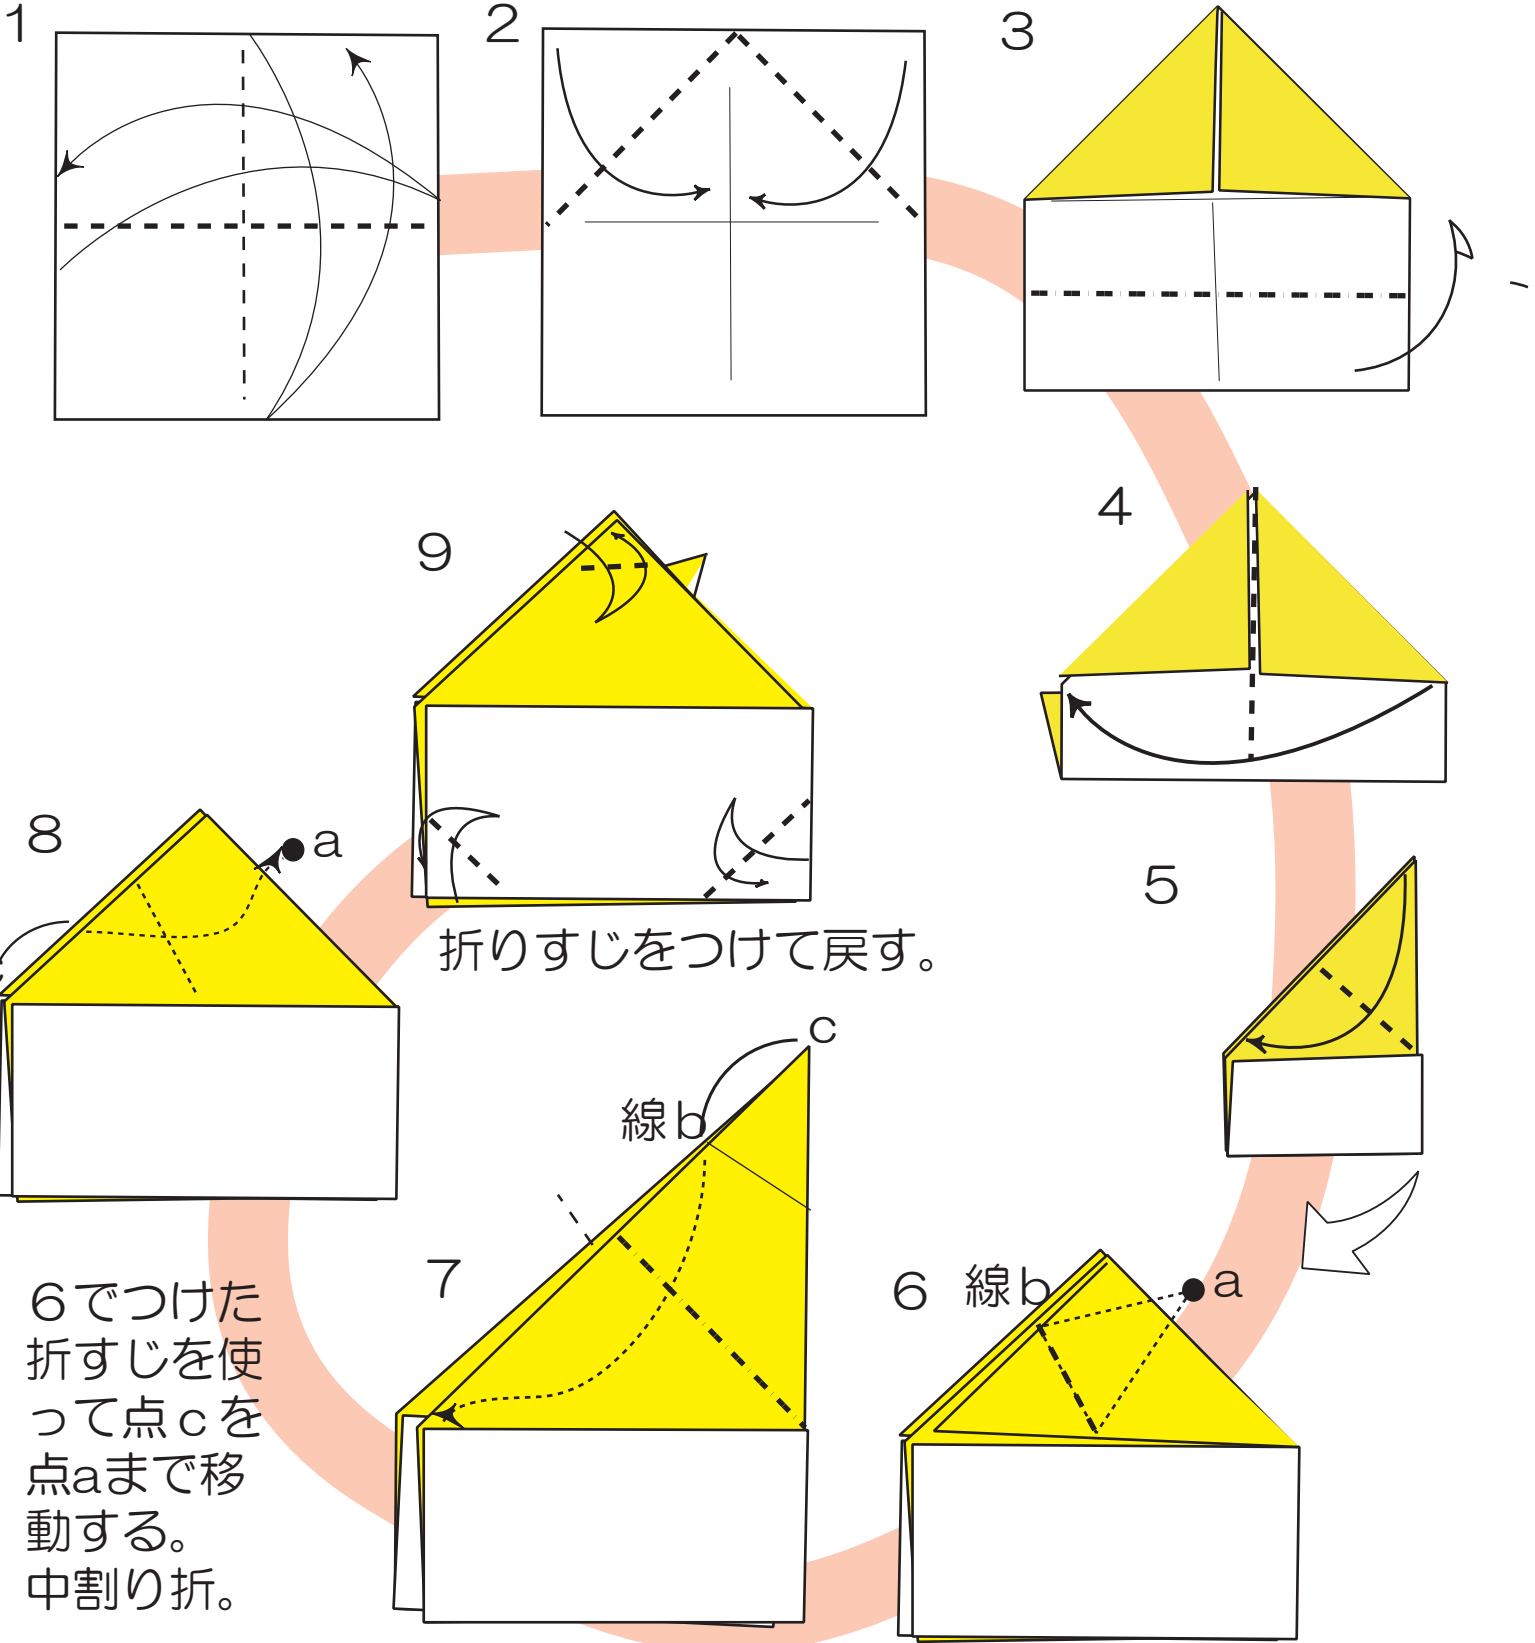 1
2
3
4
5
6
線b
a
7
線b
c
8
a
6でつけた
折すじを使
って点cを
点aまで移
動する。
中割り折。
9
折りすじをつけて戻す。